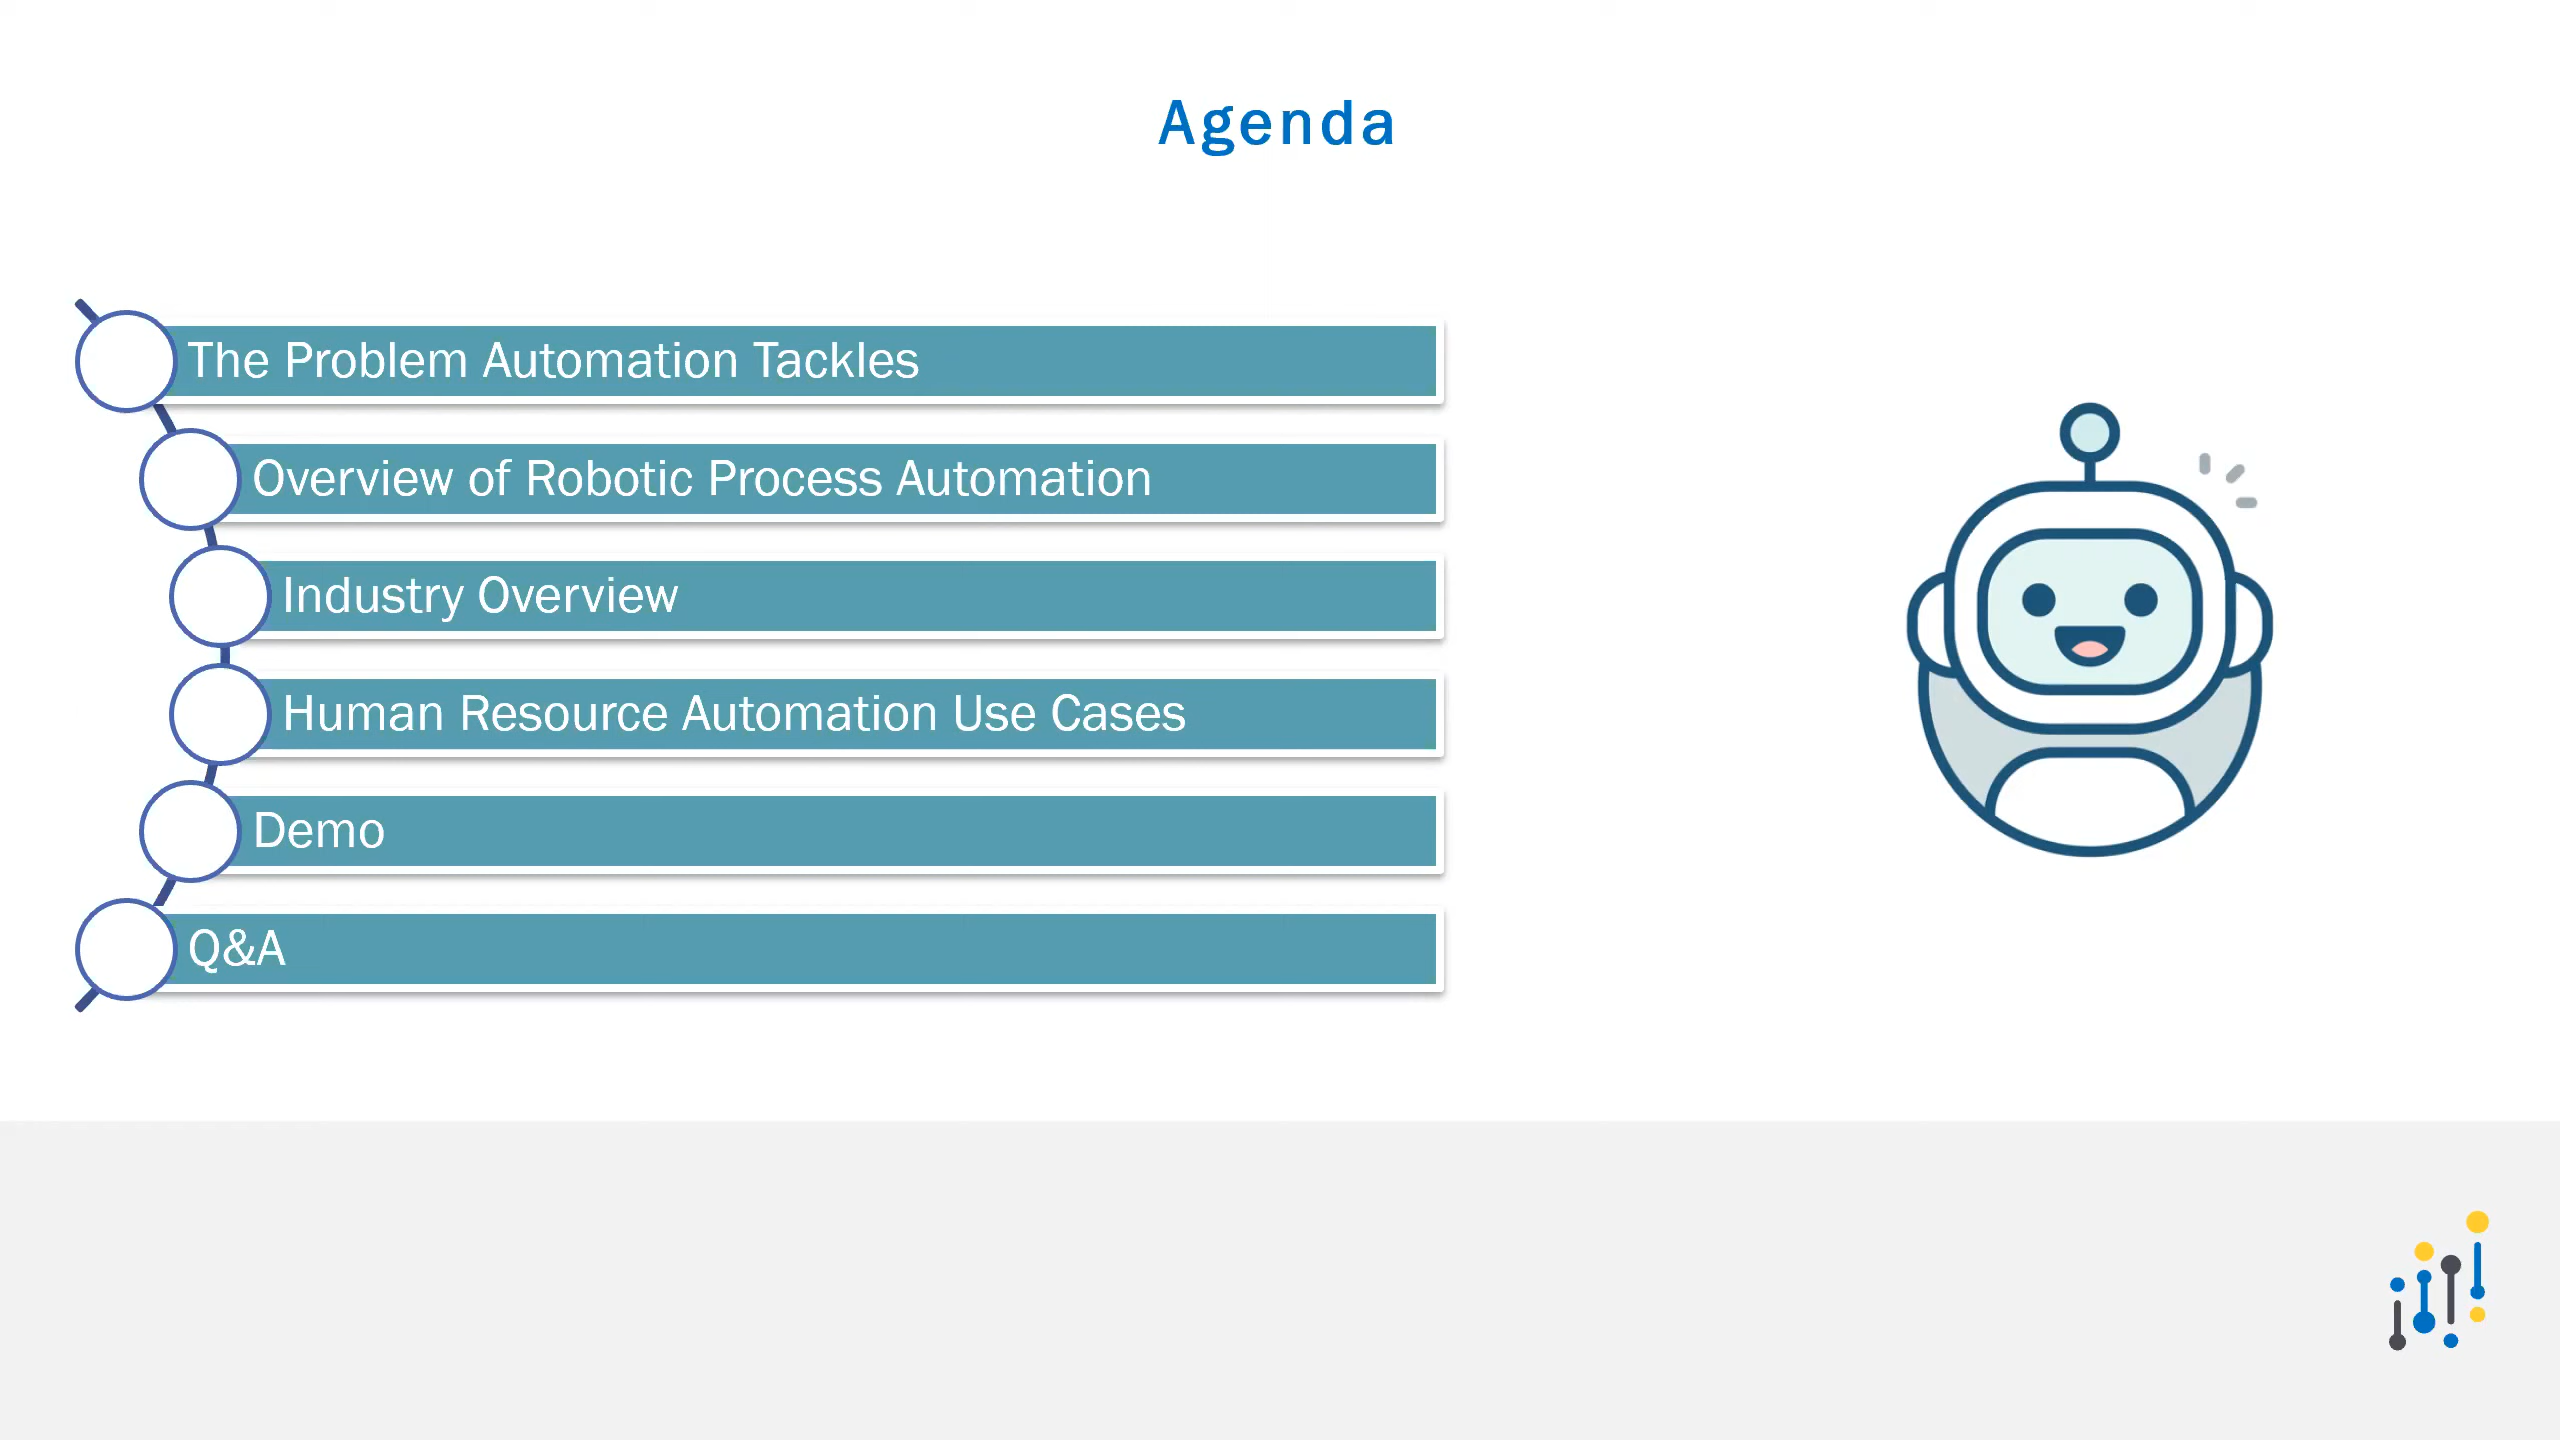 Agenda
The Problem Automation Tackles
Overview of Robotic Process Automation
Industry Overview
Human Resource Automation Use Cases
Demo
Q&A